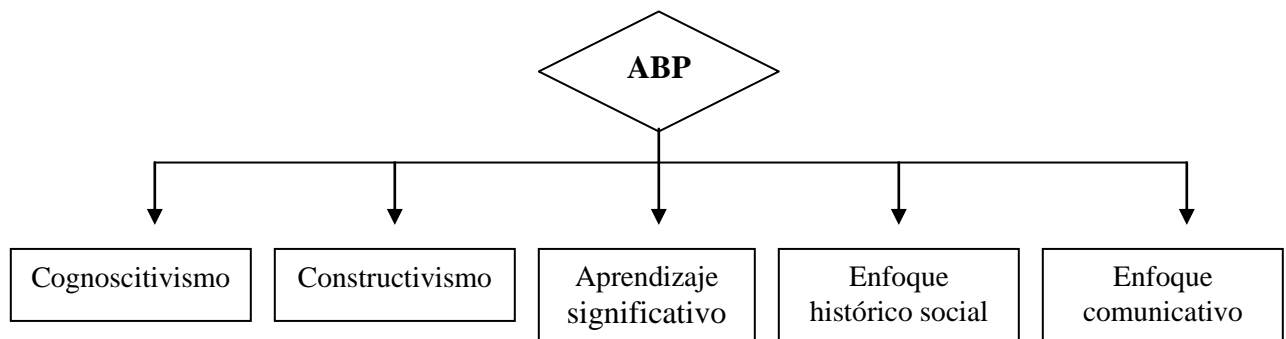 ABP
Cognoscitivismo
Constructivismo
Aprendizaje
significativo
Enfoque
histórico social
Enfoque
comunicativo